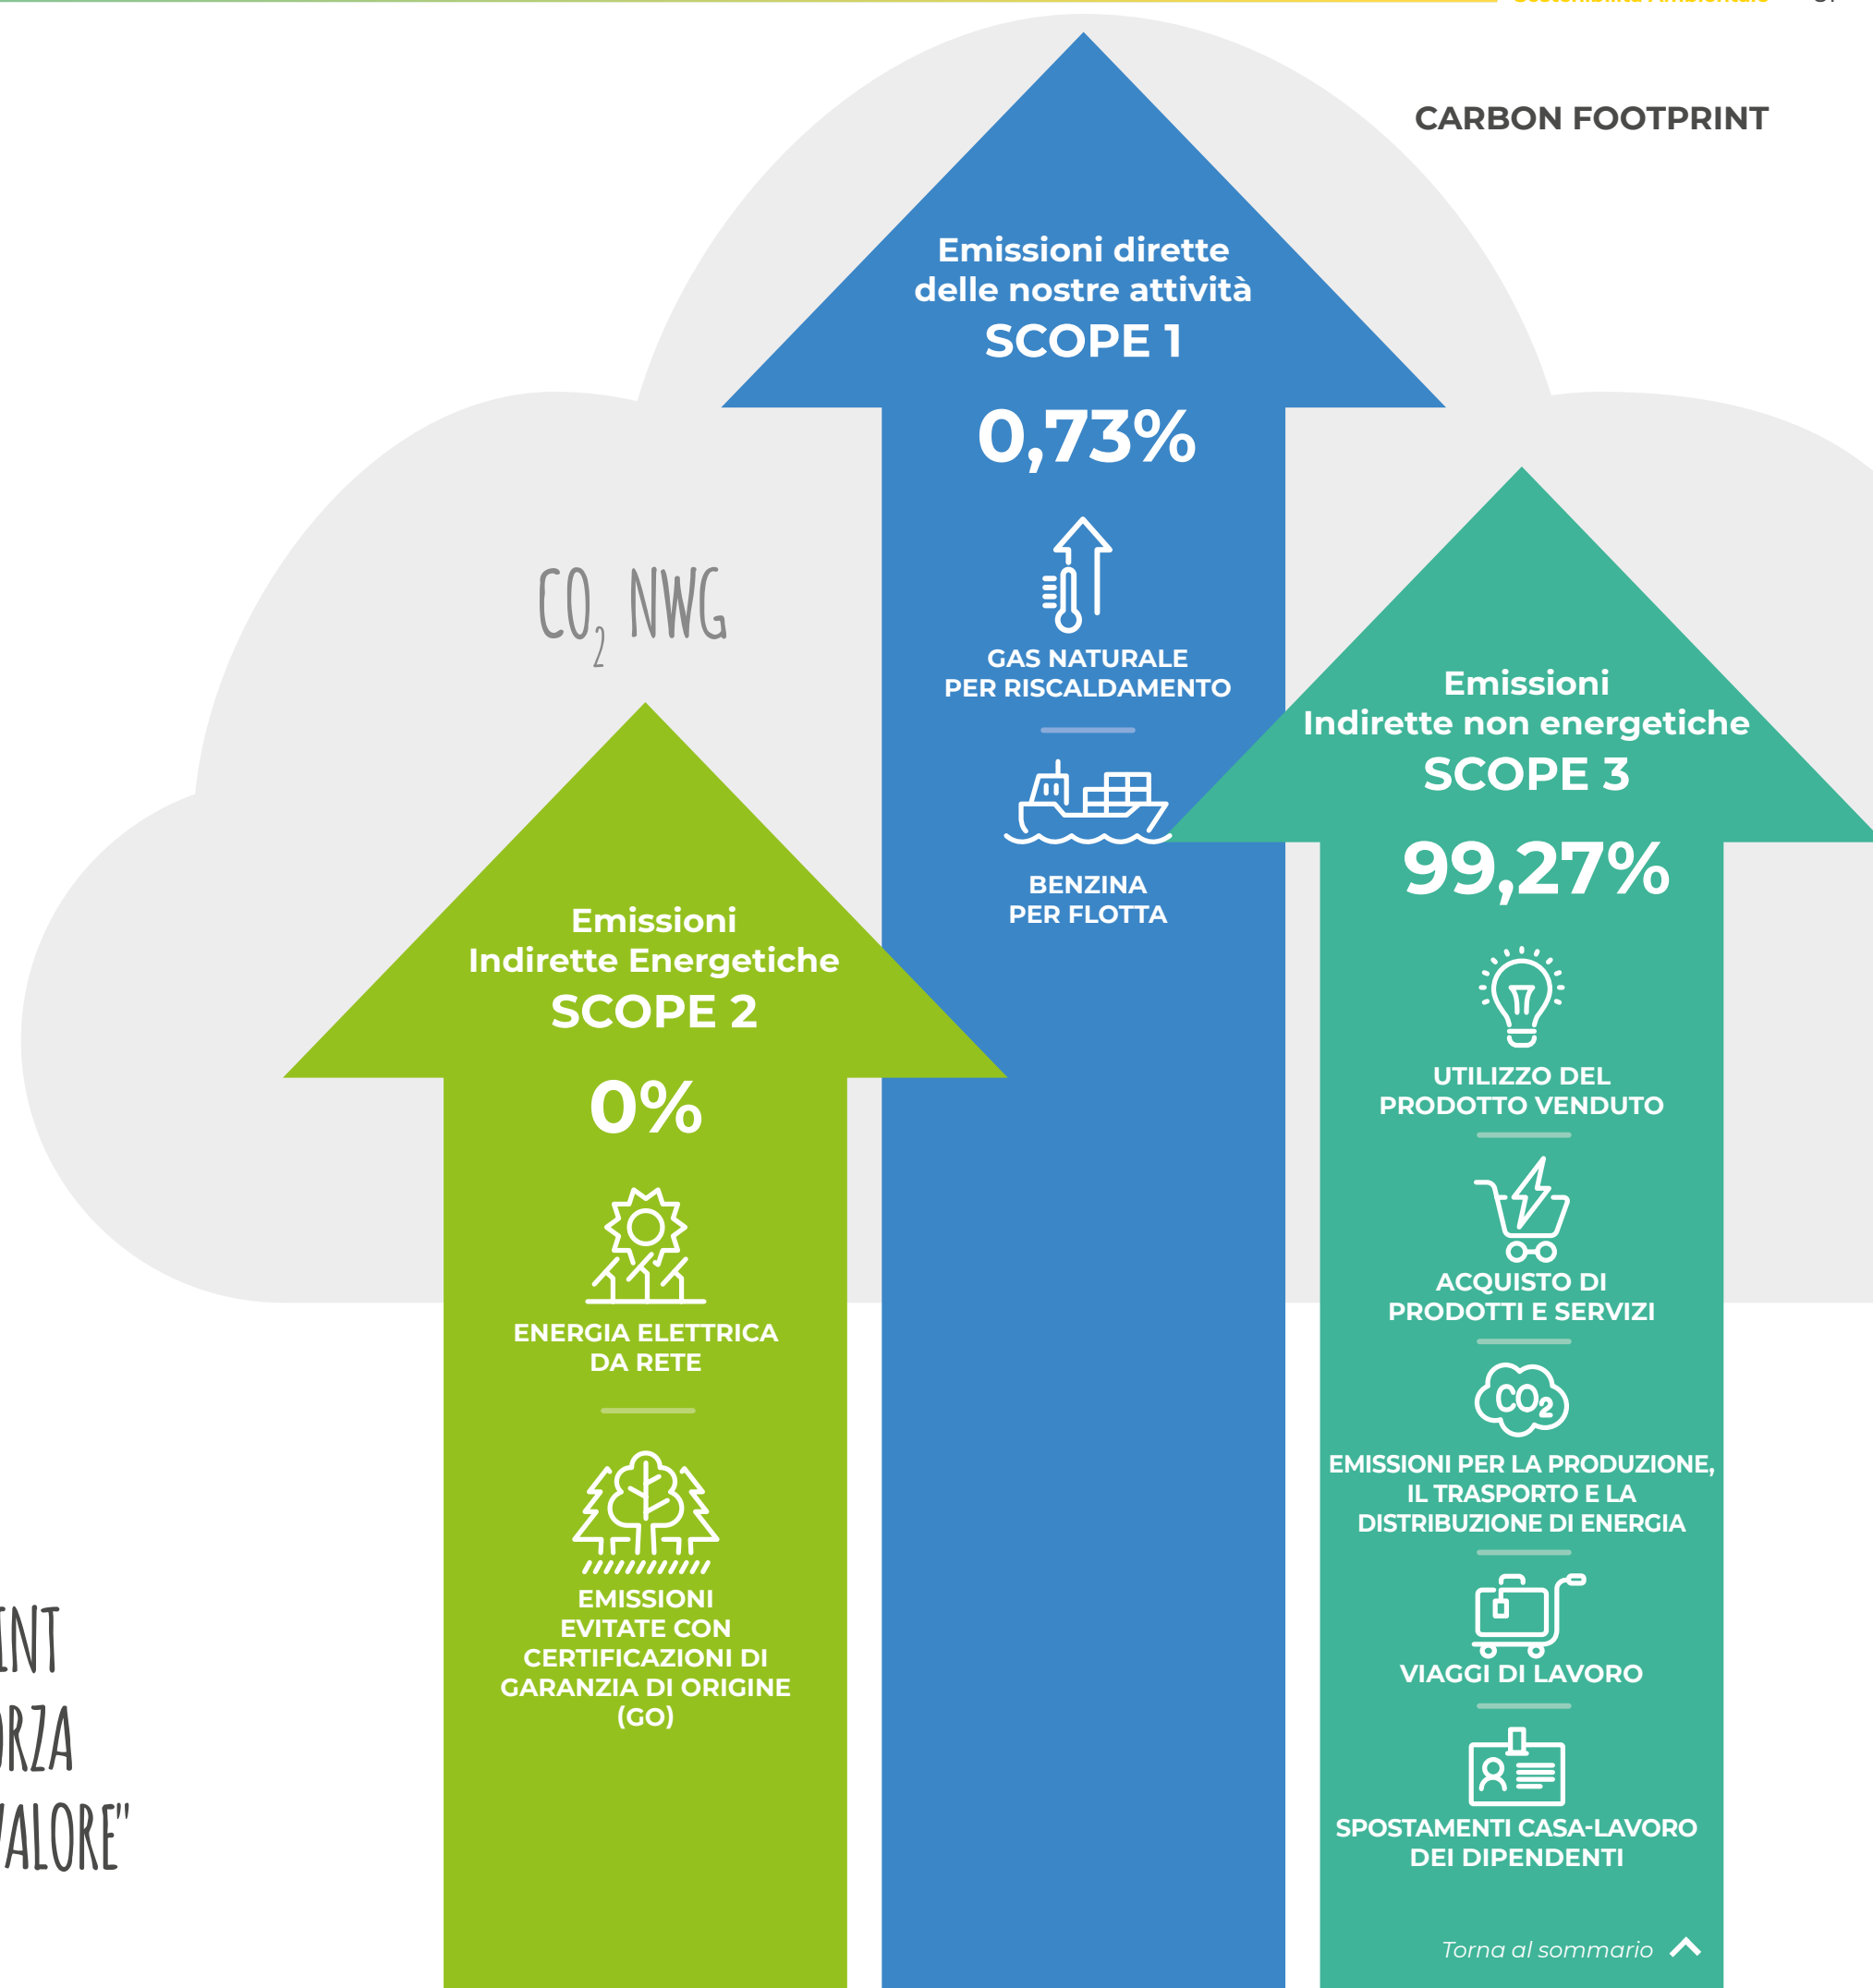 CARBON FOOTPRINT
Emissioni dirette
delle nostre attività
SCOPE 1
0,73%
GAS NATURALE
PER RISCALDAMENTO
BENZINA
PER FLOTTA
CO₂ NWG
Emissioni
Indirette Energetiche
SCOPE 2
0%
ENERGIA ELETTRICA
DA RETE
EMISSIONI
EVITATE CON
CERTIFICAZIONI DI
GARANZIA DI ORIGINE
(GO)
Emissioni
Indirette non energetiche
SCOPE 3
99,27%
UTILIZZO DEL
PRODOTTO VENDUTO
ACQUISTO DI
PRODOTTI E SERVIZI
CO₂
EMISSIONI PER LA PRODUZIONE,
IL TRASPORTO E LA
DISTRIBUZIONE DI ENERGIA
VIAGGI DI LAVORO
SPOSTAMENTI CASA-LAVORO
DEI DIPENDENTI
VALORE"
Torna al sommario